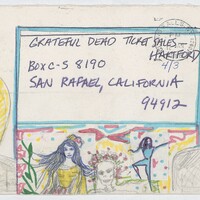 GRATEFUL DEAD TICKET SALES
HARTFORD
BOX C-S 8190
4/3
SAN RAFAEL, CALIFORNIA
94912